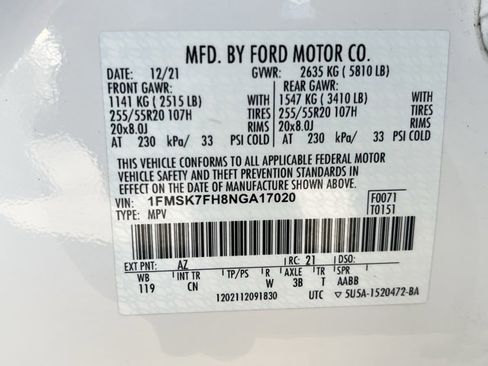 MFD. BY FORD MOTOR CO.
DATE: 12/21 GVWR: 2635 KG ( 5810 LB)
FRONT GAWR: REAR GAWR:
1141 KG ( 2515 LB) WITH 1547 KG ( 3410 LB) WITH
255/55R20 107H TIRES 255/55R20 107H TIRES
20x8.0J RIMS 20x8.0J RIMS
AT 230 kPa/ 33 PSI COLD AT 230 kPa/ 33 PSI COLD
THIS VEHICLE CONFORMS TO ALL APPLICABLE FEDERAL MOTOR
VEHICLE SAFETY AND THEFT PREVENTION STANDARDS IN
EFFECT ON THE DATE OF MANUFACTURE SHOWN ABOVE.
VIN: 1FMSK7FH8NGA17020 F0071
TYPE: MPV T0151
EXT PNT: AZ RC: 21 DSO:
WB INT TR TP/PS R AXLE TR SPR
119 CN W 3B T AABB
1202112091830 UTC ▽ 5U5A-1520472-BA